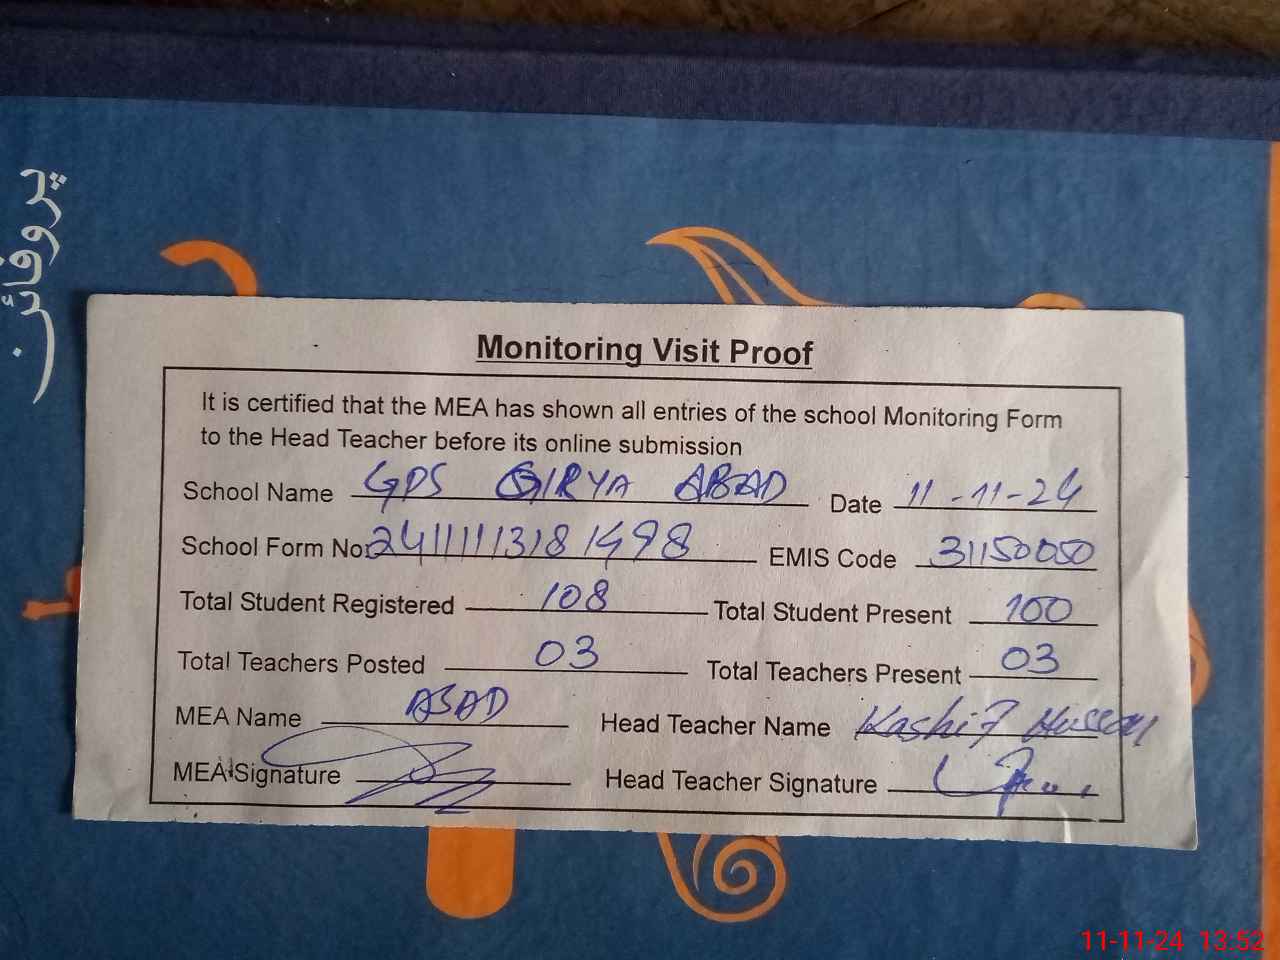 پروفائن
Monitoring Visit Proof
It is certified that the MEA has shown all entries of the school Monitoring Form
to the Head Teacher before its online submission
School Name GPS GIRYA ABAD Date 11-11-24
School Form No: 2411111318 1498 EMIS Code 31150050
Total Student Registered 108 Total Student Present 100
Total Teachers Posted 03 Total Teachers Present 03
MEA Name ASAD Head Teacher Name Kashif Hussain
MEA Signature Head Teacher Signature
11-11-24 13:52